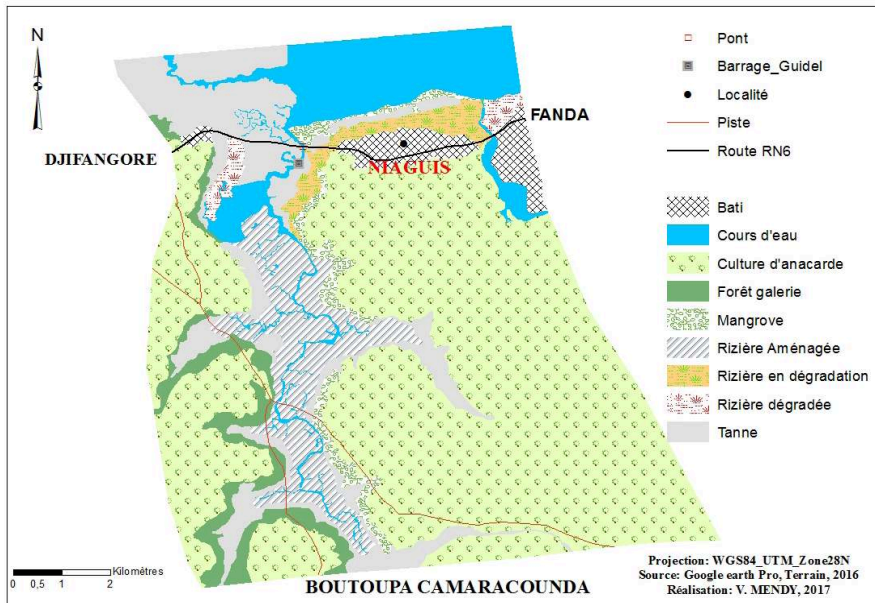 N
DJIFANGORE
NIAGUIS
FANDA
Pont
Barrage_Guidel
Localité
Piste
Route RN6
Bati
Cours d'eau
Culture d'anacarde
Forêt galerie
Mangrove
Rizière Aménagée
Rizière en dégradation
Rizière dégradée
Tanne
Kilomètres
0 0,5 1 2
BOUTOUPA CAMARACOUNDA
Projection: WGS84_UTM_Zone28N
Source: Google earth Pro, Terrain, 2016
Réalisation: V. MENDY, 2017